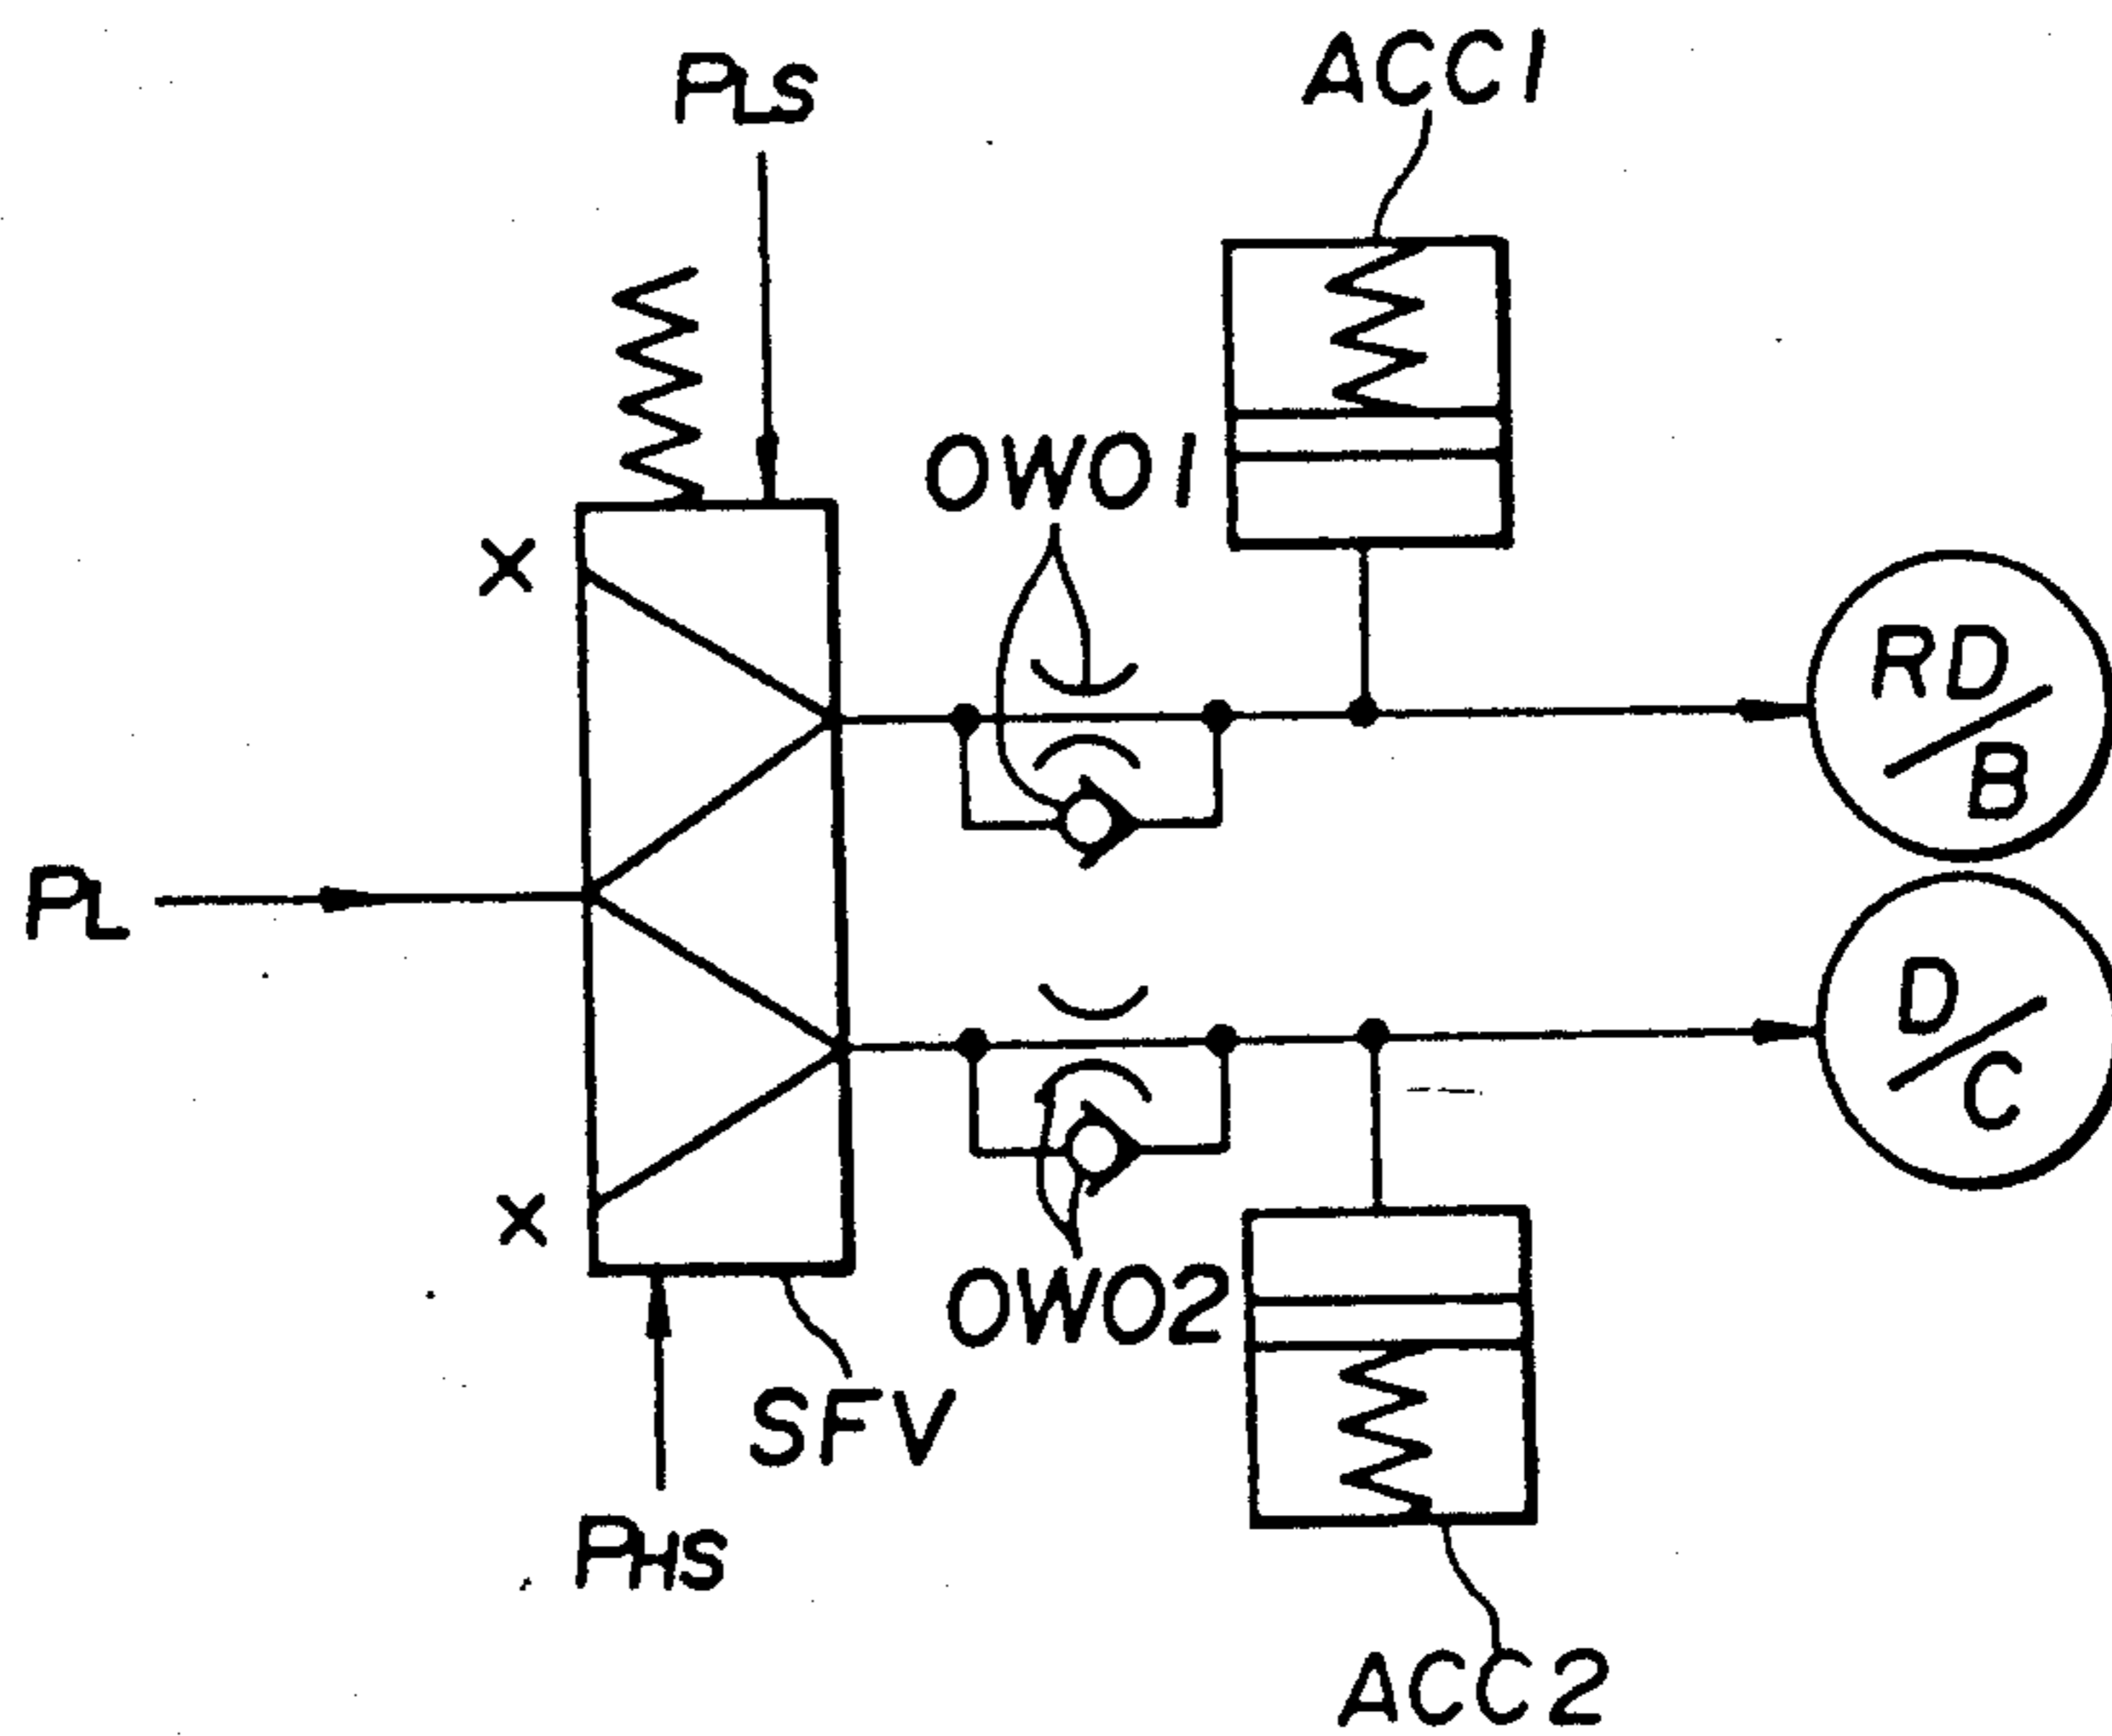 PLS
ACC1
OWO1
X
RD/B
PL
D/C
X
OWO2
SFV
PHS
ACC2